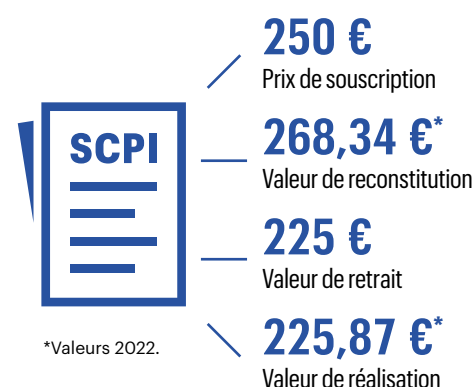 250 €
Prix de souscription
268,34 €*
Valeur de reconstitution
SCPI
225 €
Valeur de retrait
225,87 €*
Valeur de réalisation
*Valeurs 2022.